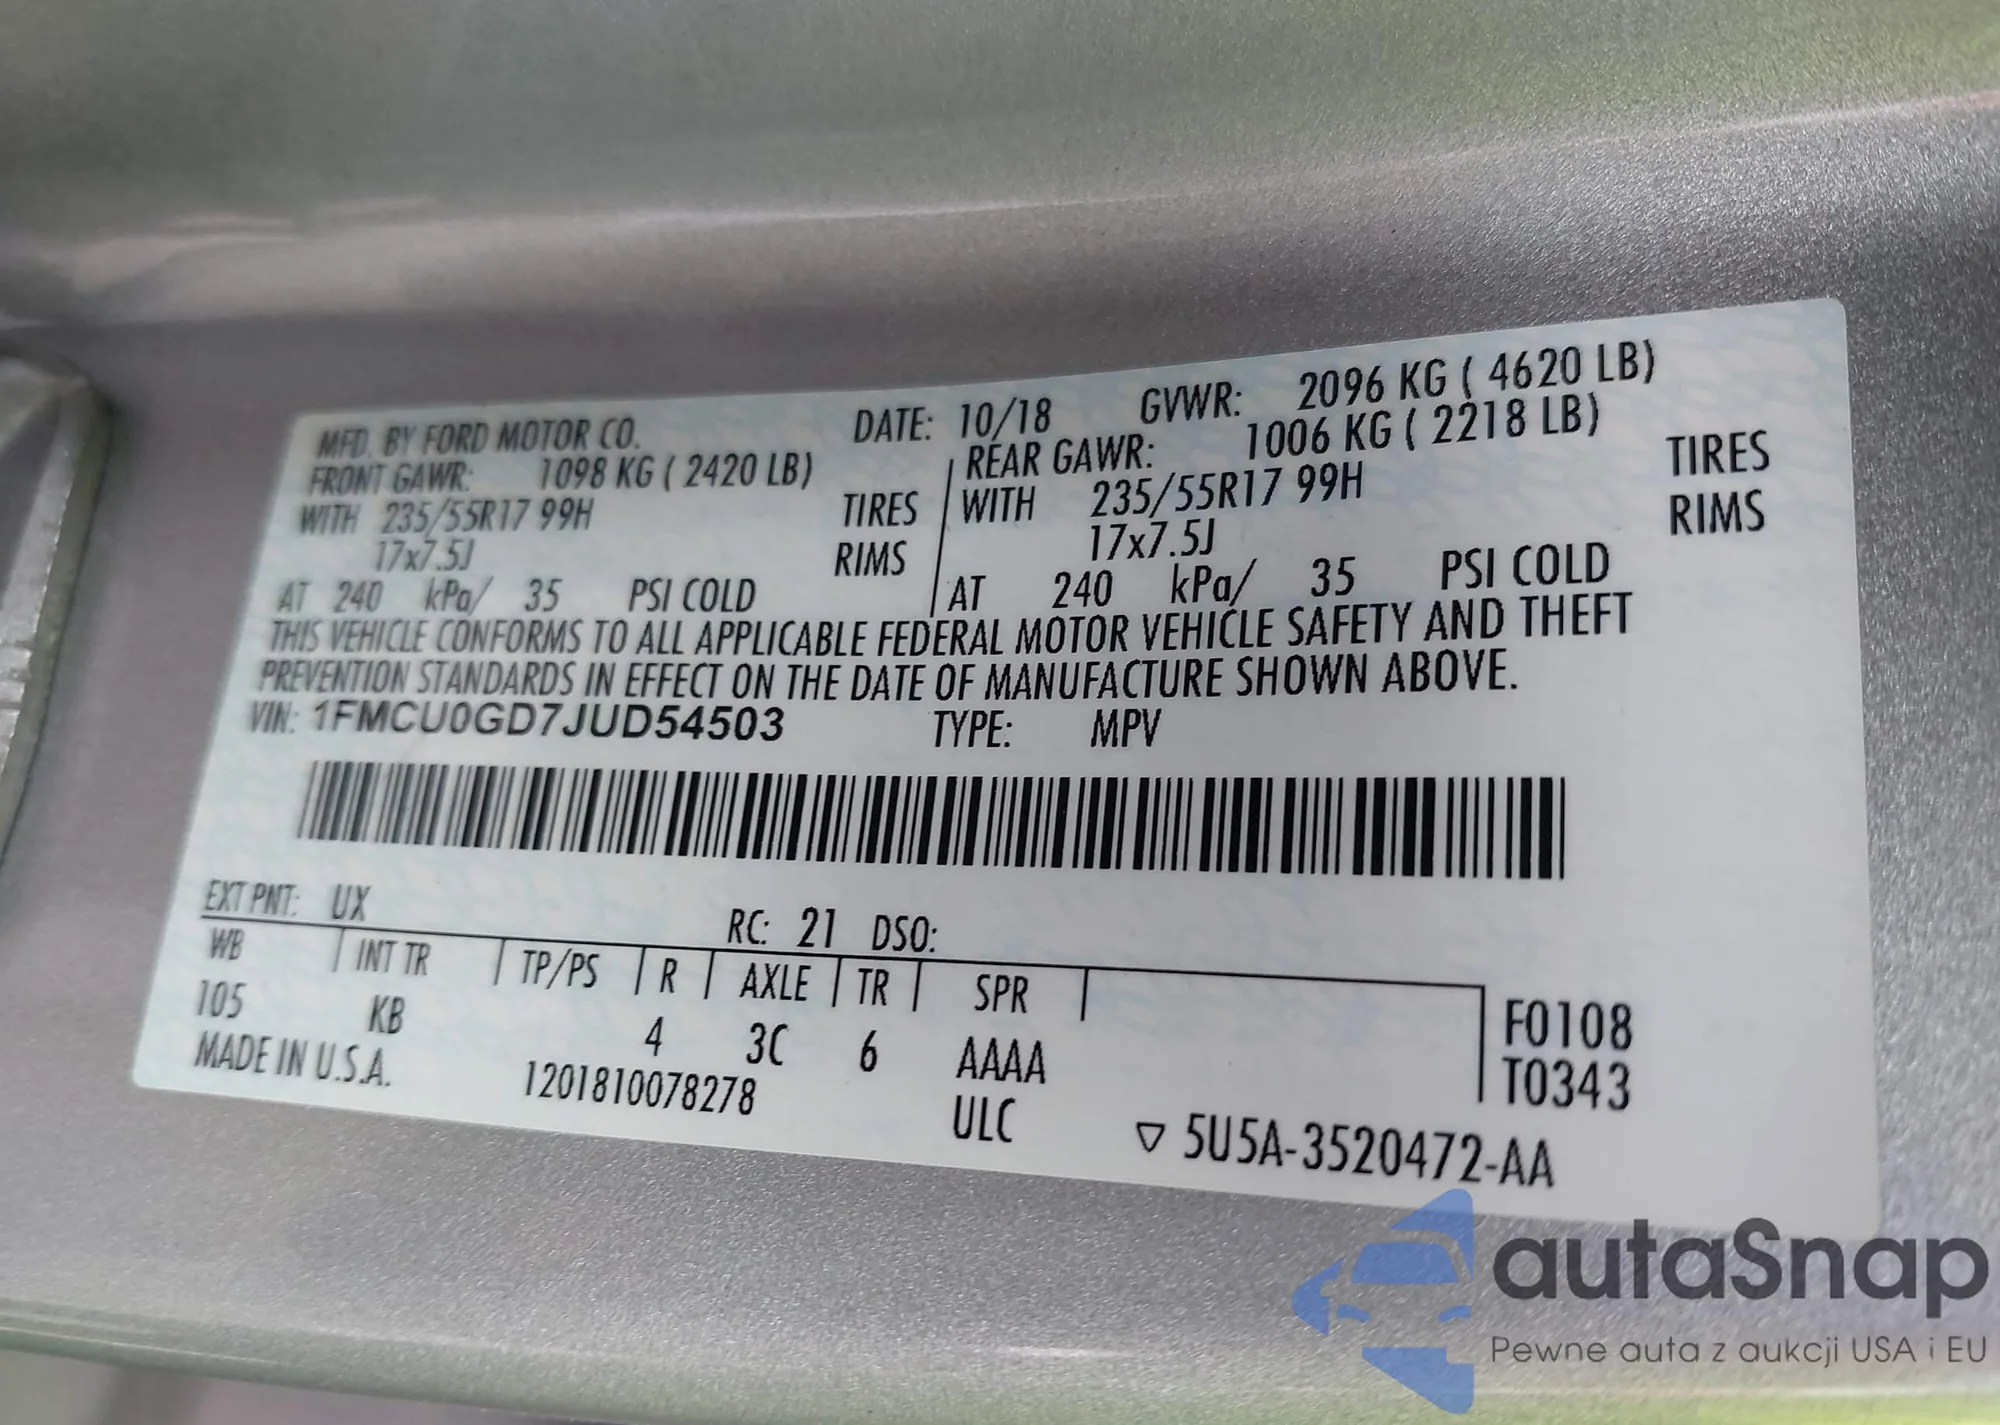 MFD. BY FORD MOTOR CO. DATE: 10/18 GVWR: 2096 KG ( 4620 LB)
FRONT GAWR: 1098 KG ( 2420 LB) REAR GAWR: 1006 KG ( 2218 LB)
WITH 235/55R17 99H TIRES WITH 235/55R17 99H TIRES
17x7.5J RIMS 17x7.5J RIMS
AT 240 kPa/ 35 PSI COLD AT 240 kPa/ 35 PSI COLD
THIS VEHICLE CONFORMS TO ALL APPLICABLE FEDERAL MOTOR VEHICLE SAFETY AND THEFT
PREVENTION STANDARDS IN EFFECT ON THE DATE OF MANUFACTURE SHOWN ABOVE.
VIN: 1FMCU0GD7JUD54503 TYPE: MPV
EXT PNT: UX RC: 21 DSO:
WB INT TR TP/PS R AXLE TR SPR
105 KB 4 3C 6 AAAA F0108
MADE IN U.S.A. 1201810078278 ULC T0343
▽ 5U5A-3520472-AA
autaSnap
Pewne auta z aukcji USA i EU